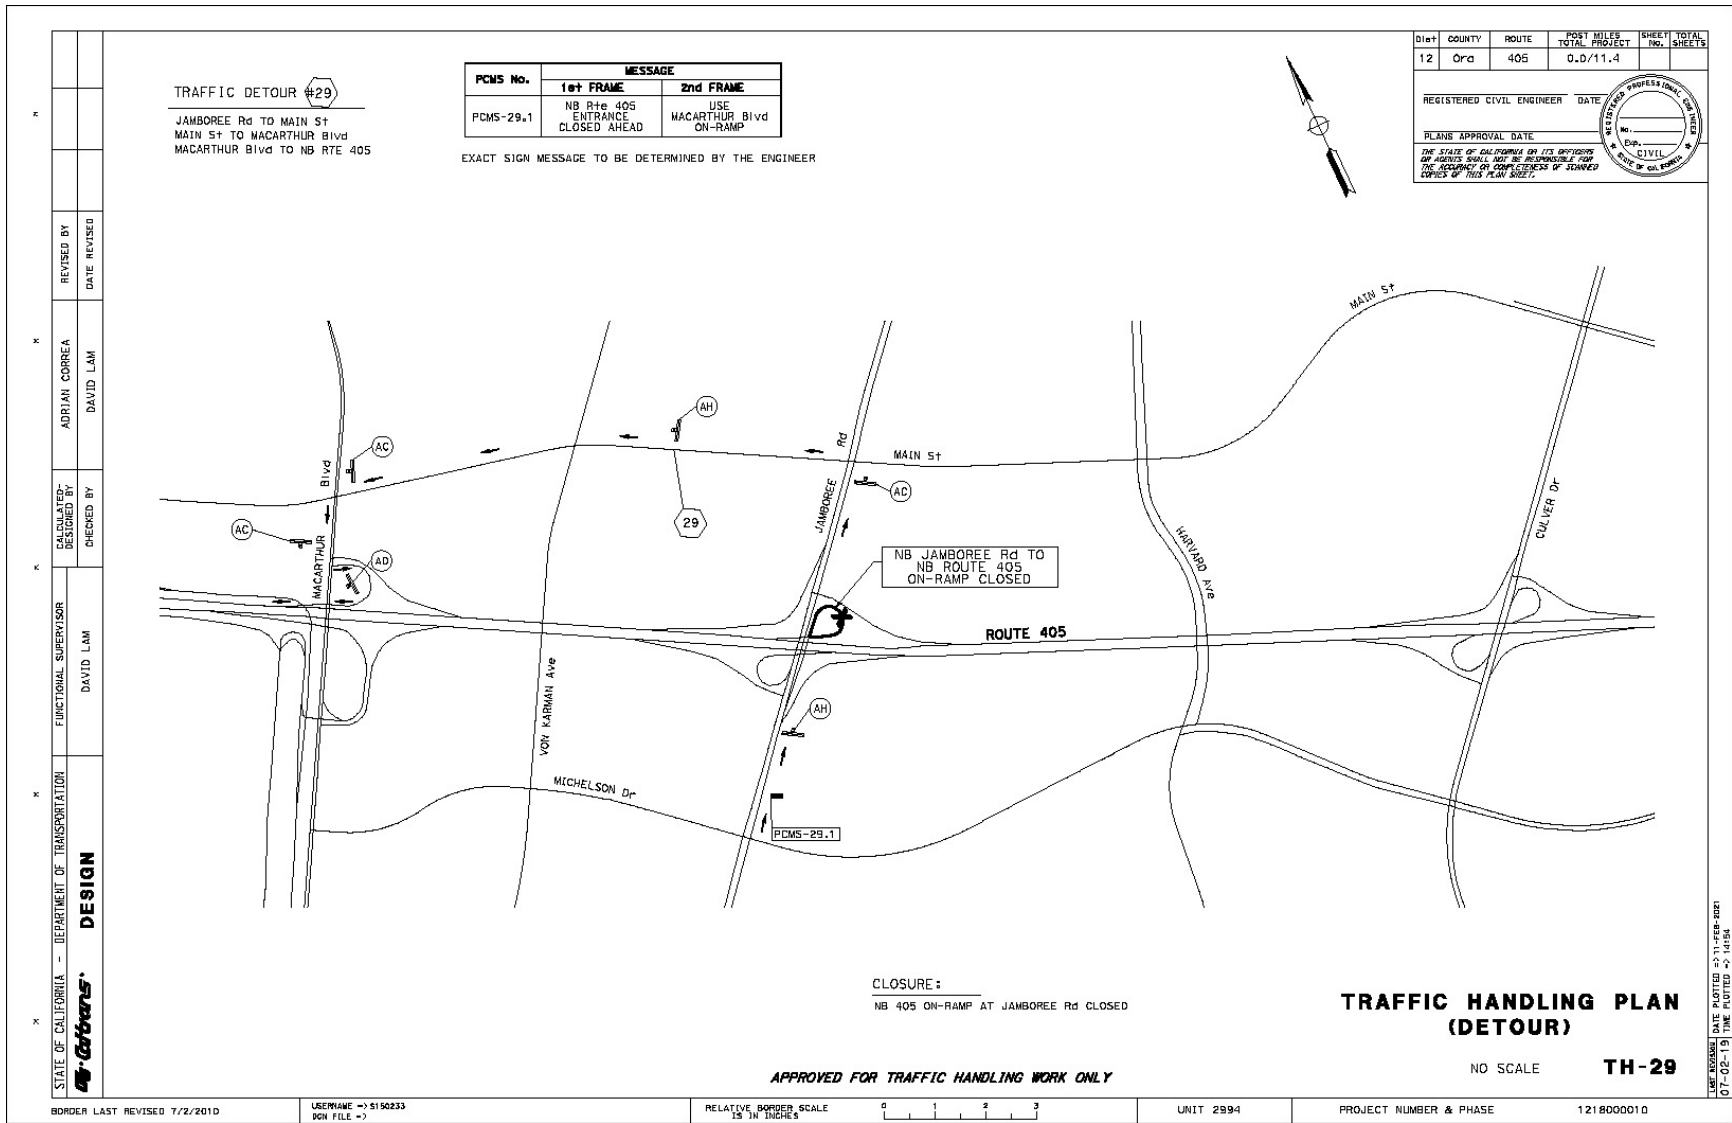 Dist COUNTY ROUTE POST MILES TOTAL PROJECT SHEET No. TOTAL SHEETS
12 Ora 405 0.0/11.4
REGISTERED CIVIL ENGINEER DATE
PLANS APPROVAL DATE
THE STATE OF CALIFORNIA OR ITS OFFICERS
OR AGENTS SHALL NOT BE RESPONSIBLE FOR
THE ACCURACY OR COMPLETENESS OF SCANNED
COPIES OF THIS PLAN SHEET.
REGISTERED PROFESSIONAL ENGINEER
No.
Exp.
CIVIL
STATE OF CALIFORNIA
TRAFFIC DETOUR #29
JAMBOREE Rd TO MAIN St
MAIN St TO MACARTHUR Blvd
MACARTHUR Blvd TO NB RTE 405
PCMS No. MESSAGE
1st FRAME 2nd FRAME
PCMS-29.1
NB Rte 405
ENTRANCE
CLOSED AHEAD
USE
MACARTHUR Blvd
ON-RAMP
EXACT SIGN MESSAGE TO BE DETERMINED BY THE ENGINEER
REVISED BY
DATE REVISED
ADRIAN CORREA
DAVID LAM
CALCULATED-
DESIGNED BY
CHECKED BY
FUNCTIONAL SUPERVISOR
DAVID LAM
STATE OF CALIFORNIA - DEPARTMENT OF TRANSPORTATION
DESIGN
Caltrans
MAIN St
AH
AC
Blvd
Rd
MAIN St
AC
29
JAMBOREE
CULVER Dr
AC
MACARTHUR
AD
HARVARD Ave
NB JAMBOREE Rd TO
NB ROUTE 405
ON-RAMP CLOSED
ROUTE 405
VON KARMAN Ave
AH
MICHELSON Dr
PCMS-29.1
CLOSURE:
NB 405 ON-RAMP AT JAMBOREE Rd CLOSED
TRAFFIC HANDLING PLAN
(DETOUR)
NO SCALE TH-29
APPROVED FOR TRAFFIC HANDLING WORK ONLY
LAST REVISION
07-02-19
DATE PLOTTED => 11-FEB-2021
TIME PLOTTED => 14:54
BORDER LAST REVISED 7/2/2010
USERNAME => S150233
DGN FILE =>
RELATIVE BORDER SCALE
IS IN INCHES
0 1 2 3
UNIT 2994
PROJECT NUMBER & PHASE 1218000010